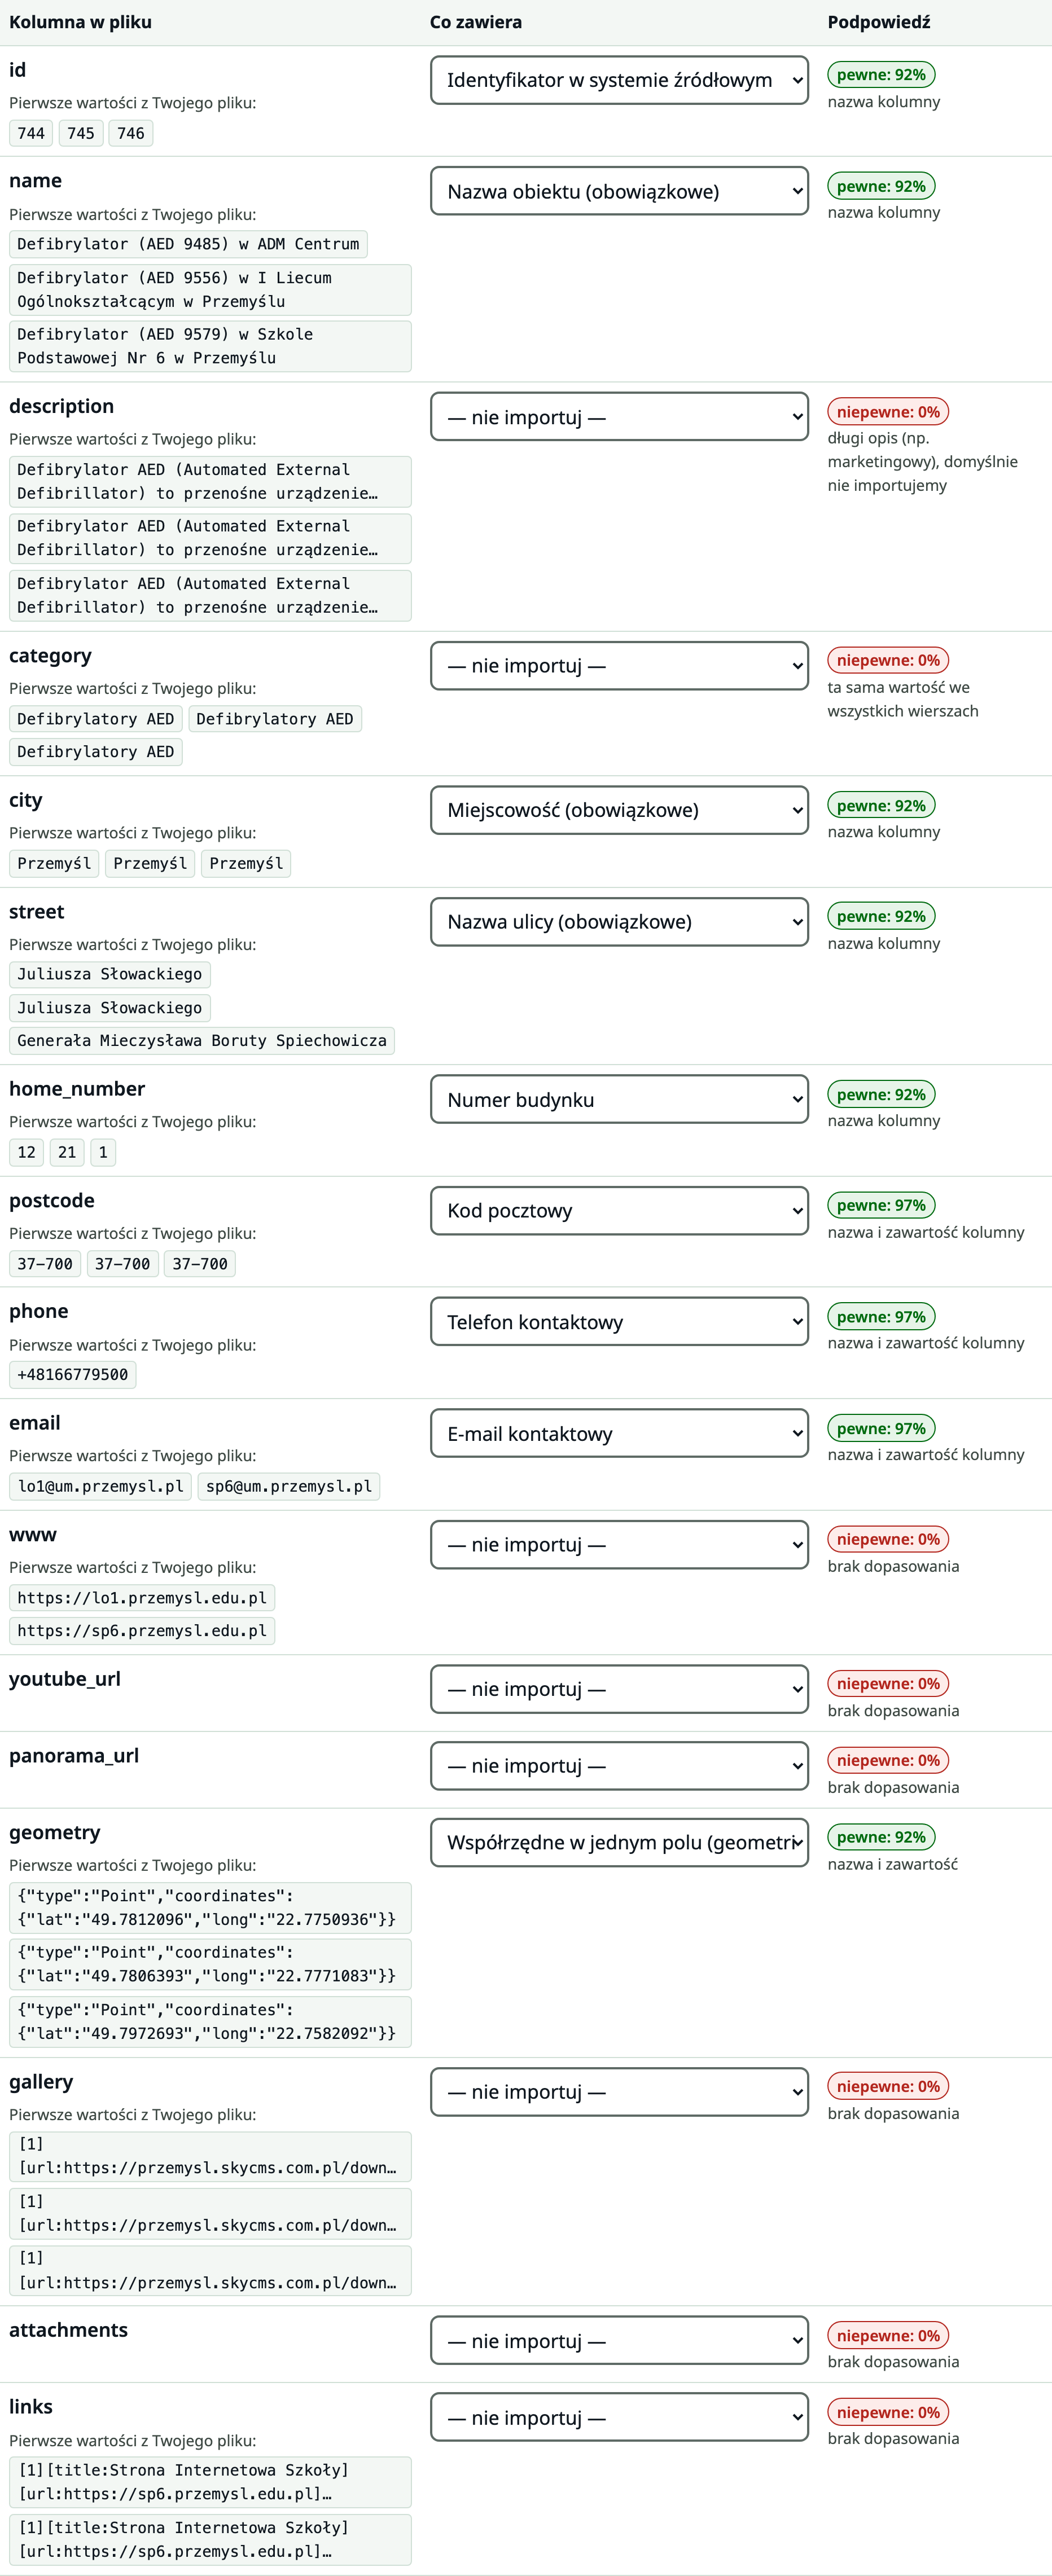 Kolumna w pliku Co zawiera Podpowiedź
id
Identyfikator w systemie źródłowym
pewne: 92%
nazwa kolumny
Pierwsze wartości z Twojego pliku:
744 745 746
name
Nazwa obiektu (obowiązkowe)
pewne: 92%
nazwa kolumny
Pierwsze wartości z Twojego pliku:
Defibrylator (AED 9485) w ADM Centrum
Defibrylator (AED 9556) w I Liecum
Ogólnokształcącym w Przemyślu
Defibrylator (AED 9579) w Szkole
Podstawowej Nr 6 w Przemyślu
description
— nie importuj —
niepewne: 0%
długi opis (np.
marketingowy), domyślnie
nie importujemy
Pierwsze wartości z Twojego pliku:
Defibrylator AED (Automated External
Defibrillator) to przenośne urządzenie…
Defibrylator AED (Automated External
Defibrillator) to przenośne urządzenie…
Defibrylator AED (Automated External
Defibrillator) to przenośne urządzenie…
category
— nie importuj —
niepewne: 0%
ta sama wartość we
wszystkich wierszach
Pierwsze wartości z Twojego pliku:
Defibrylatory AED Defibrylatory AED
Defibrylatory AED
city
Miejscowość (obowiązkowe)
pewne: 92%
nazwa kolumny
Pierwsze wartości z Twojego pliku:
Przemyśl Przemyśl Przemyśl
street
Nazwa ulicy (obowiązkowe)
pewne: 92%
nazwa kolumny
Pierwsze wartości z Twojego pliku:
Juliusza Słowackiego
Juliusza Słowackiego
Generała Mieczysława Boruty Spiechowicza
home_number
Numer budynku
pewne: 92%
nazwa kolumny
Pierwsze wartości z Twojego pliku:
12 21 1
postcode
Kod pocztowy
pewne: 97%
nazwa i zawartość kolumny
Pierwsze wartości z Twojego pliku:
37-700 37-700 37-700
phone
Telefon kontaktowy
pewne: 97%
nazwa i zawartość kolumny
Pierwsze wartości z Twojego pliku:
+48166779500
email
E-mail kontaktowy
pewne: 97%
nazwa i zawartość kolumny
Pierwsze wartości z Twojego pliku:
lo1@um.przemysl.pl sp6@um.przemysl.pl
www
— nie importuj —
niepewne: 0%
brak dopasowania
Pierwsze wartości z Twojego pliku:
https://lo1.przemysl.edu.pl
https://sp6.przemysl.edu.pl
youtube_url
— nie importuj —
niepewne: 0%
brak dopasowania
panorama_url
— nie importuj —
niepewne: 0%
brak dopasowania
geometry
Współrzędne w jednym polu (geometri
pewne: 92%
nazwa i zawartość
Pierwsze wartości z Twojego pliku:
{"type":"Point","coordinates":
{"lat":"49.7812096","long":"22.7750936"}}
{"type":"Point","coordinates":
{"lat":"49.7806393","long":"22.7771083"}}
{"type":"Point","coordinates":
{"lat":"49.7972693","long":"22.7582092"}}
gallery
— nie importuj —
niepewne: 0%
brak dopasowania
Pierwsze wartości z Twojego pliku:
[1]
[url:https://przemysl.skycms.com.pl/down…
[1]
[url:https://przemysl.skycms.com.pl/down…
[1]
[url:https://przemysl.skycms.com.pl/down…
attachments
— nie importuj —
niepewne: 0%
brak dopasowania
links
— nie importuj —
niepewne: 0%
brak dopasowania
Pierwsze wartości z Twojego pliku:
[1][title:Strona Internetowa Szkoły]
[url:https://sp6.przemysl.edu.pl]…
[1][title:Strona Internetowa Szkoły]
[url:https://sp6.przemysl.edu.pl]…